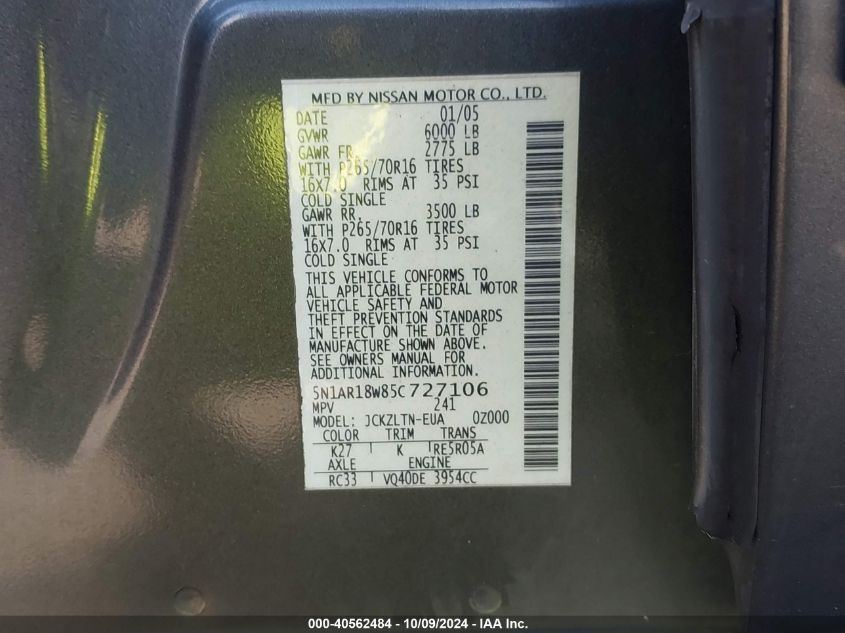 MFD BY NISSAN MOTOR CO., LTD.
DATE 01/05
GVWR 6000 LB
GAWR FR. 2775 LB
WITH P265/70R16 TIRES
16X7.0 RIMS AT 35 PSI
COLD SINGLE
GAWR RR. 3500 LB
WITH P265/70R16 TIRES
16X7.0 RIMS AT 35 PSI
COLD SINGLE
THIS VEHICLE CONFORMS TO
ALL APPLICABLE FEDERAL MOTOR
VEHICLE SAFETY AND
THEFT PREVENTION STANDARDS
IN EFFECT ON THE DATE OF
MANUFACTURE SHOWN ABOVE.
SEE OWNERS MANUAL FOR
ADDITIONAL INFORMATION.
5N1AR18W85C727106
MPV 241
MODEL: JCKZLTN-EUA 0Z000
COLOR TRIM TRANS
K27 K RE5R05A
AXLE ENGINE
RC33 VQ40DE 3954CC
000-40562484 - 10/09/2024 - IAA Inc.